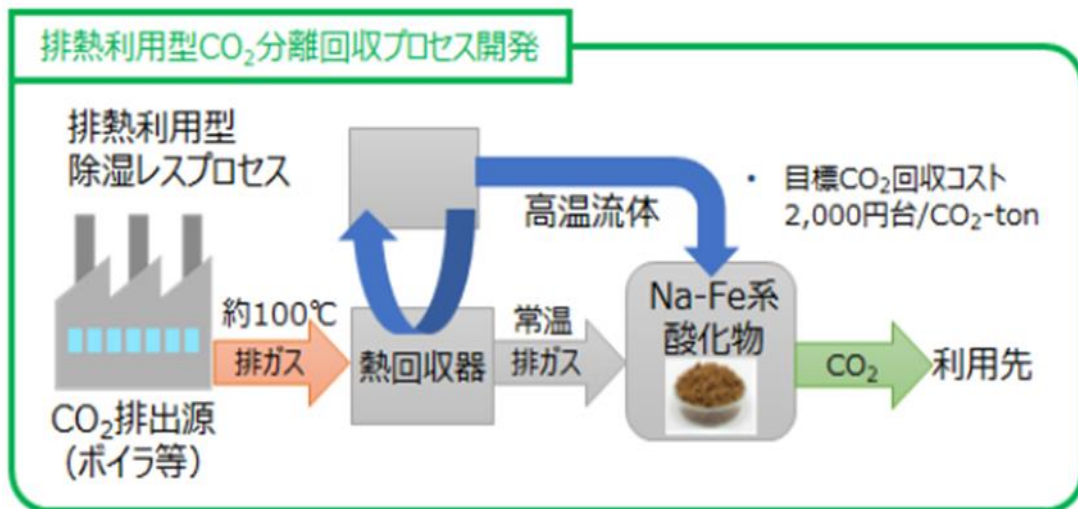 排熱利用型CO₂分離回収プロセス開発
排熱利用型
除湿レスプロセス
高温流体
• 目標CO₂回収コスト
2,000円台/CO₂-ton
約100℃
排ガス
熱回収器
常温
排ガス
Na-Fe系
酸化物
CO₂
利用先
CO₂排出源
(ボイラ等)